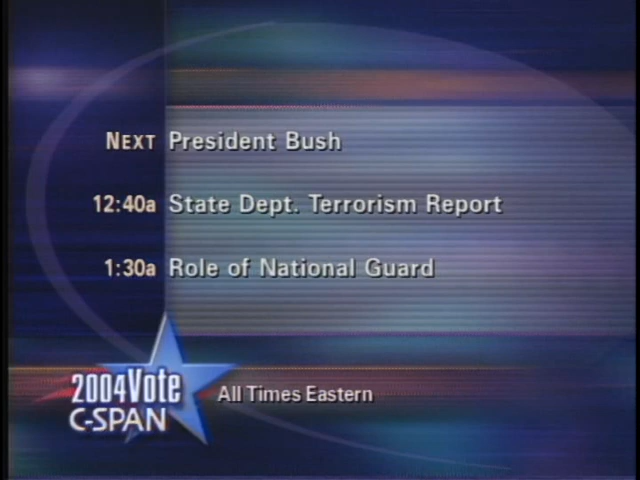 NEXT President Bush
12:40a State Dept. Terrorism Report
1:30a Role of National Guard
2004Vote
C-SPAN
All Times Eastern